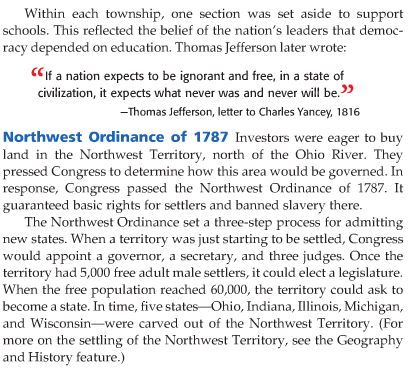 Within each township, one section was set aside to support
schools. This reflected the belief of the nation's leaders that democ-
racy depended on education. Thomas Jefferson later wrote:
“If a nation expects to be ignorant and free, in a state of
civilization, it expects what never was and never will be.”
—Thomas Jefferson, letter to Charles Yancey, 1816
Northwest Ordinance of 1787 Investors were eager to buy
land in the Northwest Territory, north of the Ohio River. They
pressed Congress to determine how this area would be governed. In
response, Congress passed the Northwest Ordinance of 1787. It
guaranteed basic rights for settlers and banned slavery there.
The Northwest Ordinance set a three-step process for admitting
new states. When a territory was just starting to be settled, Congress
would appoint a governor, a secretary, and three judges. Once the
territory had 5,000 free adult male settlers, it could elect a legislature.
When the free population reached 60,000, the territory could ask to
become a state. In time, five states—Ohio, Indiana, Illinois, Michigan,
and Wisconsin—were carved out of the Northwest Territory. (For
more on the settling of the Northwest Territory, see the Geography
and History feature.)